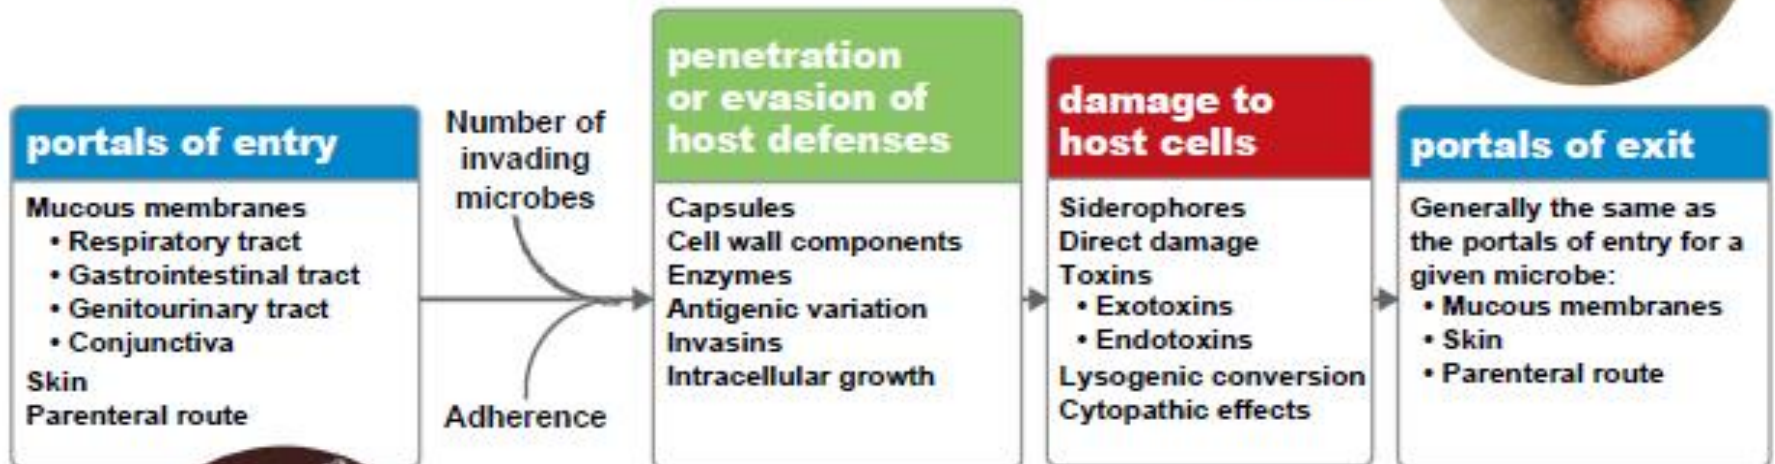 portals of entry
Mucous membranes
• Respiratory tract
• Gastrointestinal tract
• Genitourinary tract
• Conjunctiva
Skin
Parenteral route
Number of
invading
microbes
Adherence
penetration
or evasion of
host defenses
Capsules
Cell wall components
Enzymes
Antigenic variation
Invasins
Intracellular growth
damage to
host cells
Siderophores
Direct damage
Toxins
• Exotoxins
• Endotoxins
Lysogenic conversion
Cytopathic effects
portals of exit
Generally the same as
the portals of entry for a
given microbe:
• Mucous membranes
• Skin
• Parenteral route